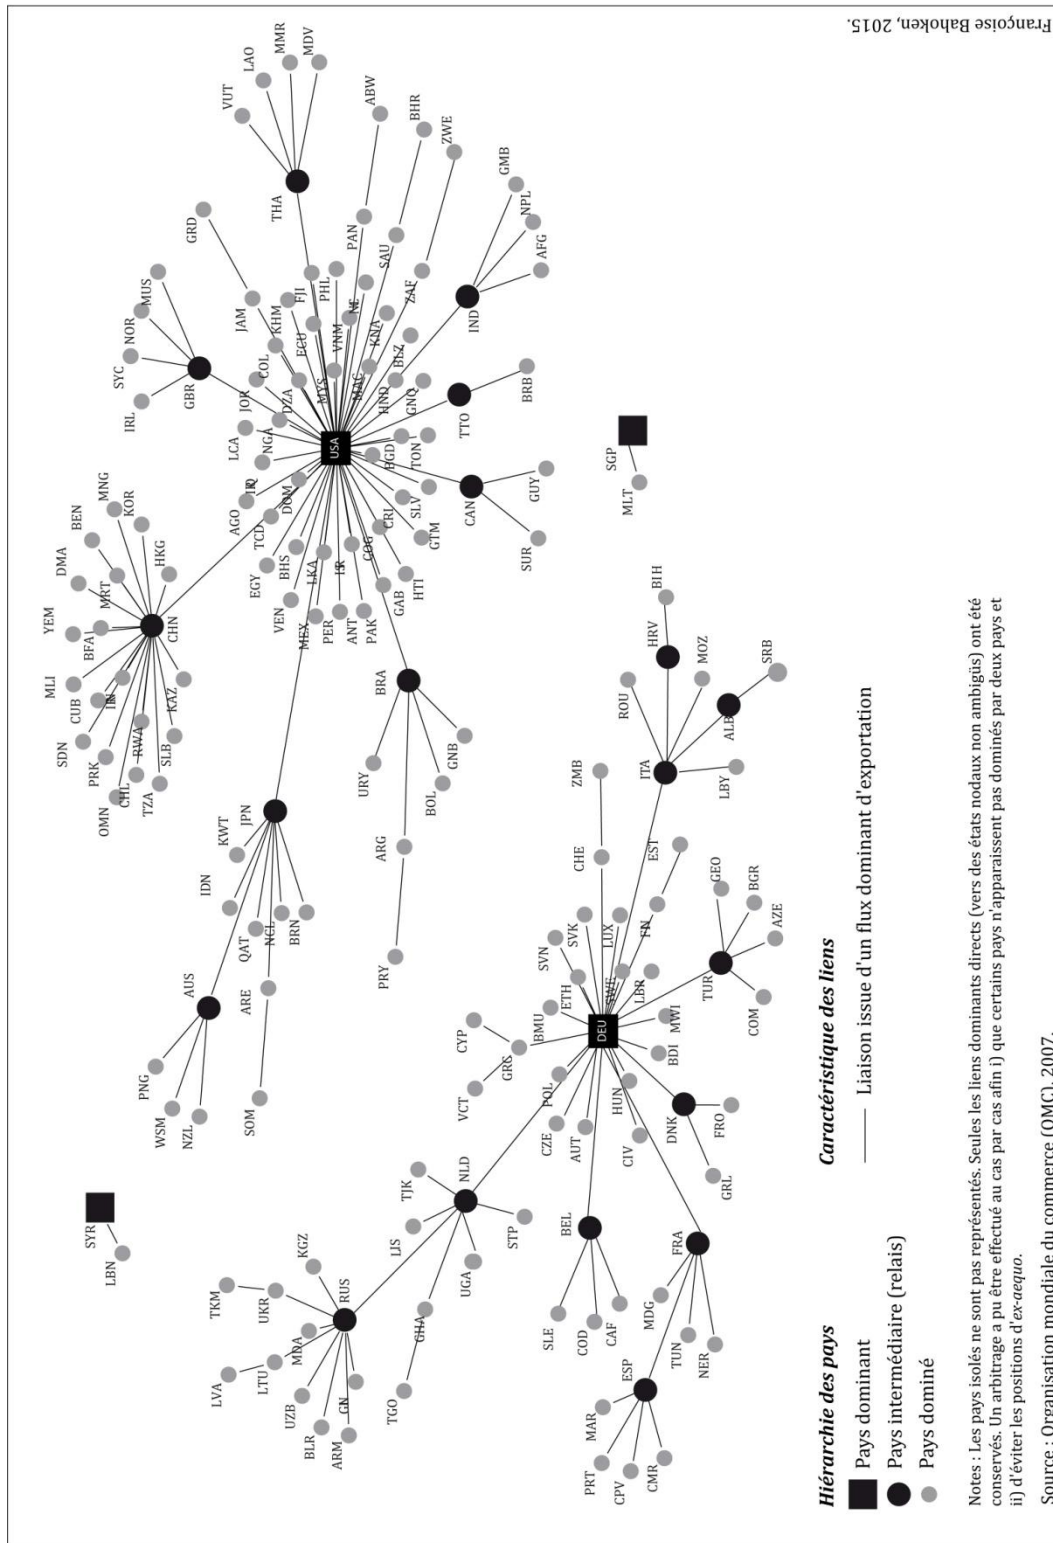 SYR
LBN
TKM
UKR
KGZ
LVA
LTU
MDA
RUS
UZB
BLR
ARM
TGO
GHA
TJK
LIS
NLD
UGA
STP
PNG
WSM
NZL
AUS
SOM
ARE
KWT
IDN
QAT
NCL
BRN
JPN
YEM
DMA
BEN
MNG
KOR
HKG
MRT
BFA
MLI
CUB
SDN
PRK
OMN
CHL
RWA
TZA
SLB
KAZ
CHN
IRL
SYC
NOR
MUS
GBR
GRD
JAM
VUT
LAO
MMR
MDV
THA
LCA
JOR
COL
KHM
NGA
DZA
ECU
FJI
PHL
AGO
TCD
DOM
EGY
BHS
VEN
LKA
MEX
PER
ANT
PAK
GAB
COG
HTI
CRI
GTM
SLV
BGD
TON
USA
MYS
VNM
MAC
KNA
HND
BLZ
GNQ
PAN
ABW
SAU
BHR
ZAF
ZWE
IND
GMB
NPL
AFG
TTO
BRB
CAN
GUY
SUR
BRA
URY
ARG
PRY
BOL
GNB
SGP
MLT
VCT
CYP
GRC
BMU
POL
CZE
AUT
CIV
HUN
ETH
SVN
SVK
LUX
SWE
LBR
FIN
EST
CHE
ZMB
DEU
BDI
MWI
BEL
SLE
COD
CAF
FRA
MDG
TUN
NER
ESP
MAR
PRT
CPV
CMR
DNK
FRO
GRL
TUR
GEO
BGR
AZE
COM
ITA
ROU
HRV
BIH
MOZ
ALB
SRB
LBY
Hiérarchie des pays
Pays dominant
Pays intermédiaire (relais)
Pays dominé
Caractéristique des liens
Liaison issue d'un flux dominant d'exportation
Notes : Les pays isolés ne sont pas représentés. Seules les liens dominants directs (vers des états nodaux non ambigüs) ont été
conservés. Un arbitrage a pu être effectué au cas par cas afin i) que certains pays n'apparaissent pas dominés par deux pays et
ii) d'éviter les positions d'ex-aequo.
Source : Organisation mondiale du commerce (OMC), 2007.
Françoise Bahoken, 2015.